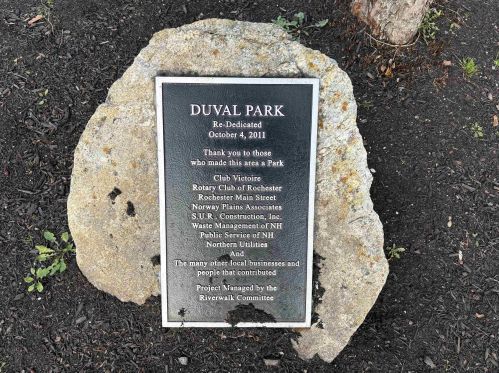 DUVAL PARK
Re-Dedicated
October 4, 2011
Thank you to those
who made this area a Park
Club Victoire
Rotary Club of Rochester
Rochester Main Street
Norway Plains Associates
S.U.R., Construction, Inc.
Waste Management of NH
Public Service of NH
Northern Utilities
And
The many other local businesses and
people that contributed
Project Managed by the
Riverwalk Committee